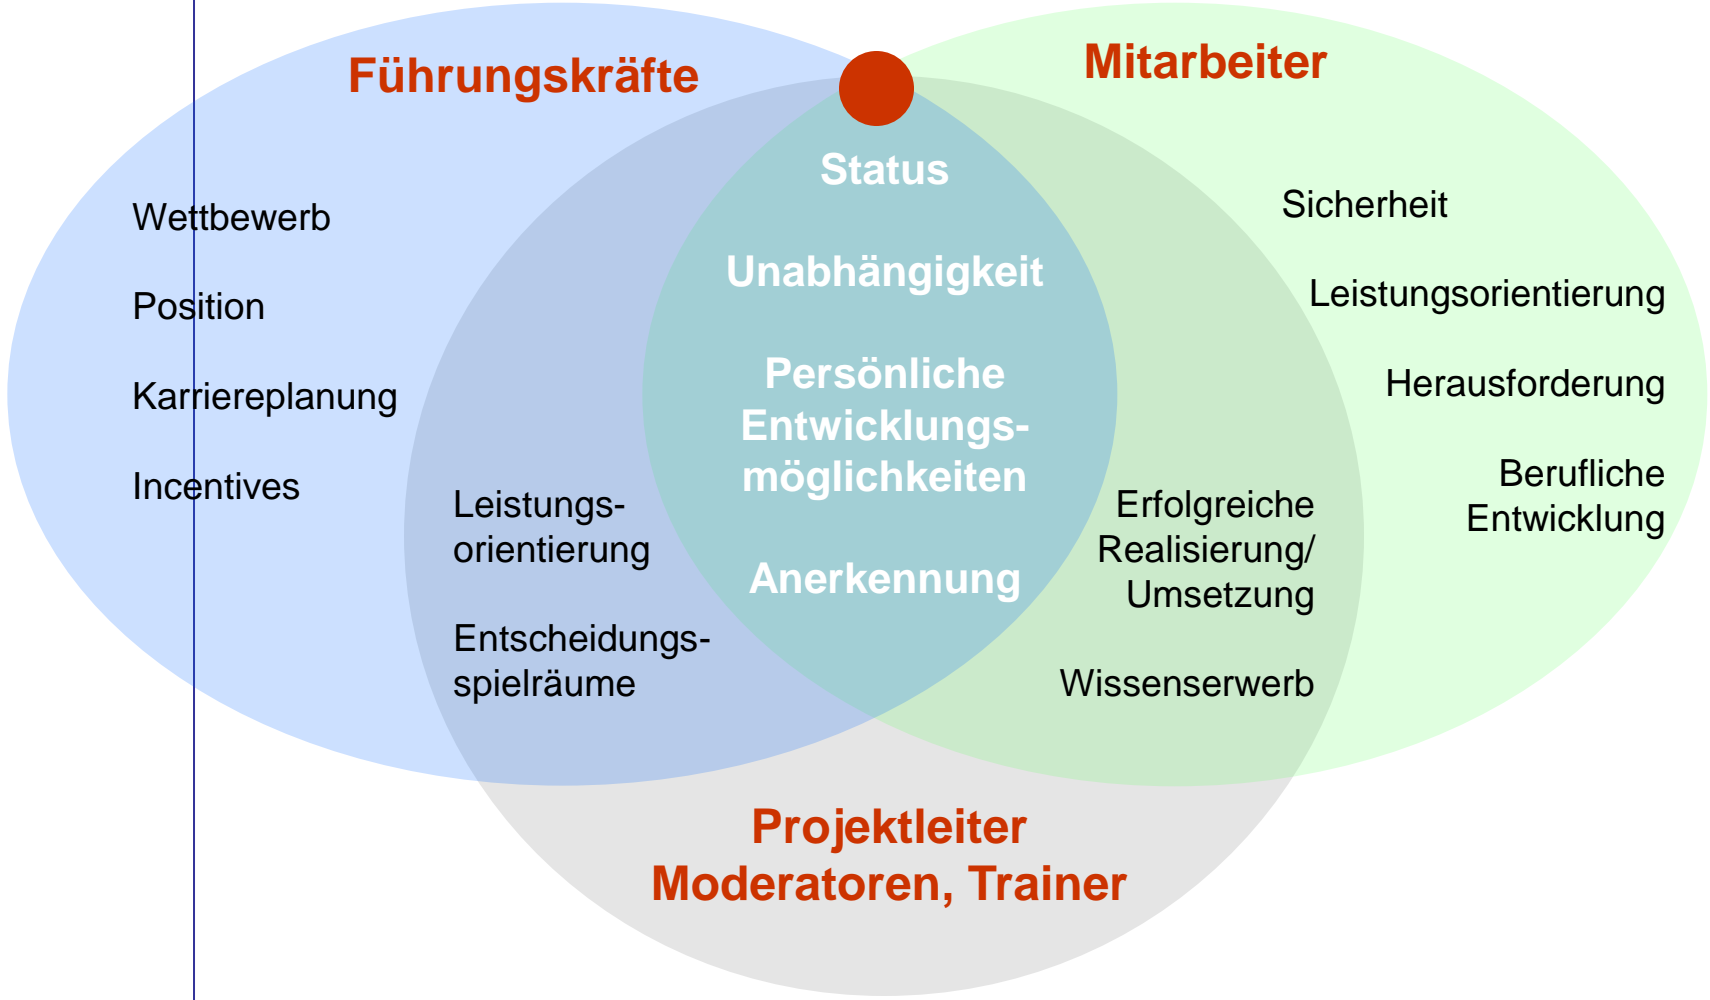 Führungskräfte
Mitarbeiter
Wettbewerb
Position
Karriereplanung
Incentives
Leistungs-
orientierung
Entscheidungs-
spielräume
Status
Unabhängigkeit
Persönliche
Entwicklungs-
möglichkeiten
Anerkennung
Erfolgreiche
Realisierung/
Umsetzung
Wissenserwerb
Sicherheit
Leistungsorientierung
Herausforderung
Berufliche
Entwicklung
Projektleiter
Moderatoren, Trainer